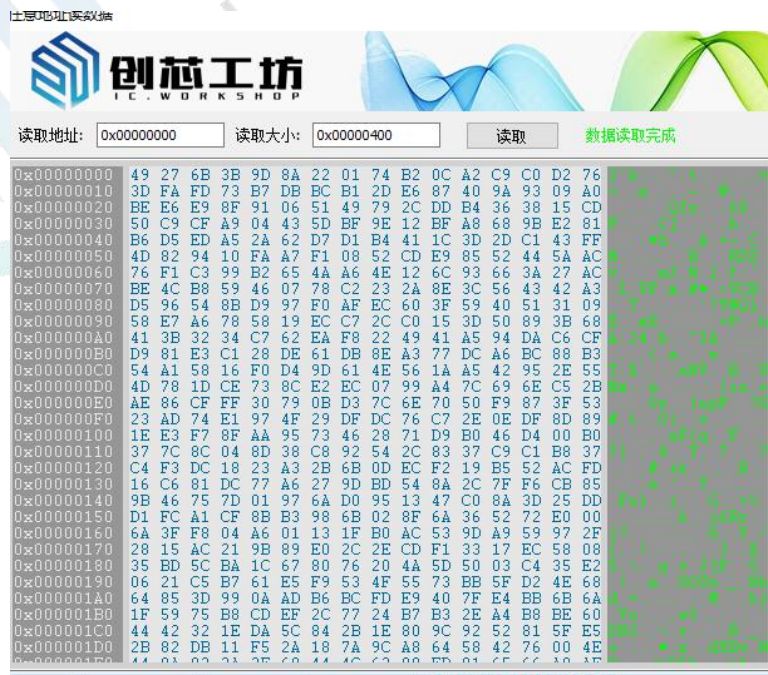 任意地址读数据
创芯工坊
IC.WORKSHOP
读取地址: 0x00000000 读取大小: 0x00000400 读取 数据读取完成
0x00000000 49 27 6B 3B 9D 8A 22 01 74 B2 0C A2 C9 C0 D2 76
0x00000010 3D FA FD 73 B7 DB BC B1 2D E6 87 40 9A 93 09 A0
0x00000020 BE E6 E9 8F 91 06 51 49 79 2C DD B4 36 38 15 CD
0x00000030 50 C9 CF A9 04 43 5D BF 9E 12 BF A8 68 9B E2 81
0x00000040 B6 D5 ED A5 2A 62 D7 D1 B4 41 1C 3D 2D C1 43 FF
0x00000050 4D 82 94 10 FA A7 F1 08 52 CD E9 85 52 44 5A AC
0x00000060 76 F1 C3 99 B2 65 4A A6 4E 12 6C 93 66 3A 27 AC
0x00000070 BE 4C B8 59 46 07 78 C2 23 2A 8E 3C 56 43 42 A3
0x00000080 D5 96 54 8B D9 97 F0 AF EC 60 3F 59 40 51 31 09
0x00000090 58 E7 A6 78 58 19 EC C7 2C C0 15 3D 50 89 3B 68
0x000000A0 41 3B 32 34 C7 62 EA F8 22 49 41 A5 94 DA C6 CF
0x000000B0 D9 81 E3 C1 28 DE 61 DB 8E A3 77 DC A6 BC 88 B3
0x000000C0 54 A1 58 16 F0 D4 9D 61 4E 56 1A A5 42 95 2E 55
0x000000D0 4D 78 1D CE 73 8C E2 EC 07 99 A4 7C 69 6E C5 2B
0x000000E0 AE 86 CF FF 30 79 0B D3 7C 6E 70 50 F9 87 3F 53
0x000000F0 23 AD 74 E1 97 4F 29 DF DC 76 C7 2E 0E DF 8D 89
0x00000100 1E E3 F7 8F AA 95 73 46 28 71 D9 B0 46 D4 00 B0
0x00000110 37 7C 8C 04 8D 38 C8 92 54 2C 83 37 C9 C1 B8 37
0x00000120 C4 F3 DC 18 23 A3 2B 6B 0D EC F2 19 B5 52 AC FD
0x00000130 16 C6 81 DC 77 A6 27 9D BD 54 8A 2C 7F F6 CB 85
0x00000140 9B 46 75 7D 01 97 6A D0 95 13 47 C0 8A 3D 25 DD
0x00000150 D1 FC A1 CF 8B B3 98 6B 02 8F 6A 36 52 72 E0 00
0x00000160 6A 3F F8 04 A6 01 13 1F B0 AC 53 9D A9 59 97 2F
0x00000170 28 15 AC 21 9B 89 E0 2C 2E CD F1 33 17 EC 58 08
0x00000180 35 BD 5C BA 1C 67 80 76 20 4A 5D 50 03 C4 35 E2
0x00000190 06 21 C5 B7 61 E5 F9 53 4F 55 73 BB 5F D2 4E 68
0x000001A0 64 85 3D 99 0A AD B6 BC FD E9 40 7F E4 BB 6B 6A
0x000001B0 1F 59 75 B8 CD EF 2C 77 24 B7 B3 2E A4 B8 BE 60
0x000001C0 44 42 32 1E DA 5C 84 2B 1E 80 9C 92 52 81 5F E5
0x000001D0 2B 82 DB 11 F5 2A 18 7A 9C A8 64 58 42 76 00 4E